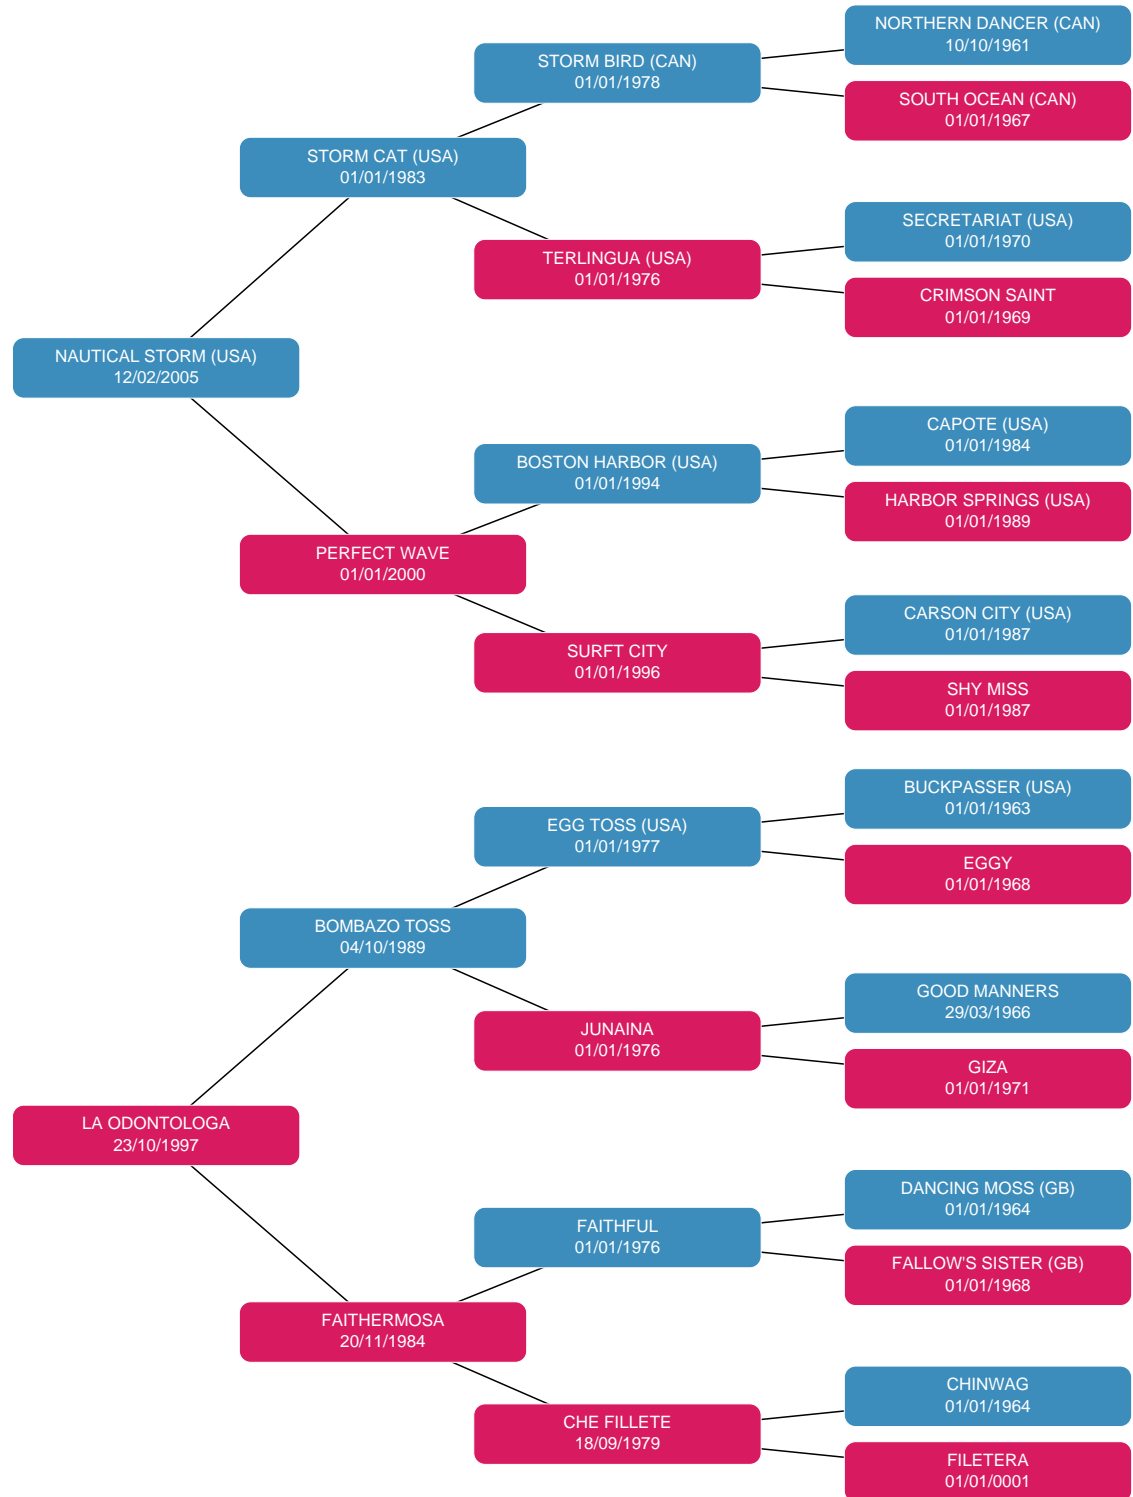 NORTHERN DANCER (CAN)
10/10/1961
STORM BIRD (CAN)
01/01/1978
SOUTH OCEAN (CAN)
01/01/1967
STORM CAT (USA)
01/01/1983
SECRETARIAT (USA)
01/01/1970
TERLINGUA (USA)
01/01/1976
CRIMSON SAINT
01/01/1969
NAUTICAL STORM (USA)
12/02/2005
CAPOTE (USA)
01/01/1984
BOSTON HARBOR (USA)
01/01/1994
HARBOR SPRINGS (USA)
01/01/1989
PERFECT WAVE
01/01/2000
CARSON CITY (USA)
01/01/1987
SURFT CITY
01/01/1996
SHY MISS
01/01/1987
BUCKPASSER (USA)
01/01/1963
EGG TOSS (USA)
01/01/1977
EGGY
01/01/1968
BOMBAZO TOSS
04/10/1989
GOOD MANNERS
29/03/1966
JUNAINA
01/01/1976
GIZA
01/01/1971
LA ODONTOLOGA
23/10/1997
DANCING MOSS (GB)
01/01/1964
FAITHFUL
01/01/1976
FALLOW'S SISTER (GB)
01/01/1968
FAITHERMOSA
20/11/1984
CHINWAG
01/01/1964
CHE FILLETE
18/09/1979
FILETERA
01/01/0001